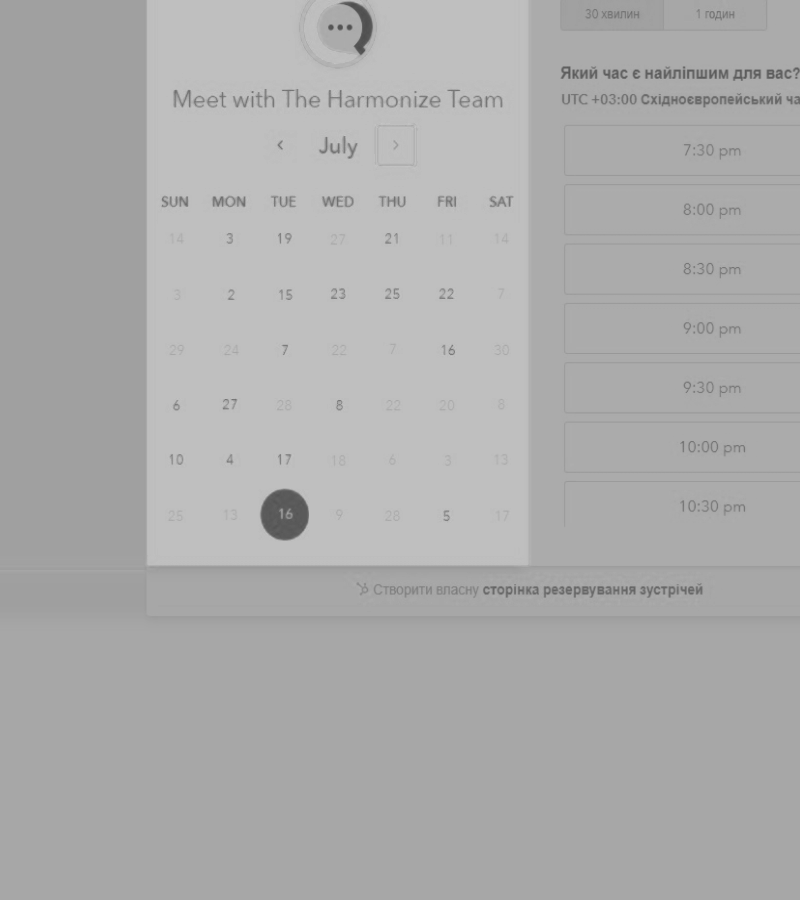 30 хвилин 1 годин
Meet with The Harmonize Team
Який час є найліпшим для вас?
UTC +03:00 Східноєвропейський ча
‹ July ›
SUN MON TUE WED THU FRI SAT
14 3 19 27 21 11 14
3 2 15 23 25 22 7
29 24 7 22 7 16 30
6 27 28 8 22 20 8
10 4 17 18 6 3 13
25 13 16 9 28 5 17
7:30 pm
8:00 pm
8:30 pm
9:00 pm
9:30 pm
10:00 pm
10:30 pm
Створити власну сторінка резервування зустрічей